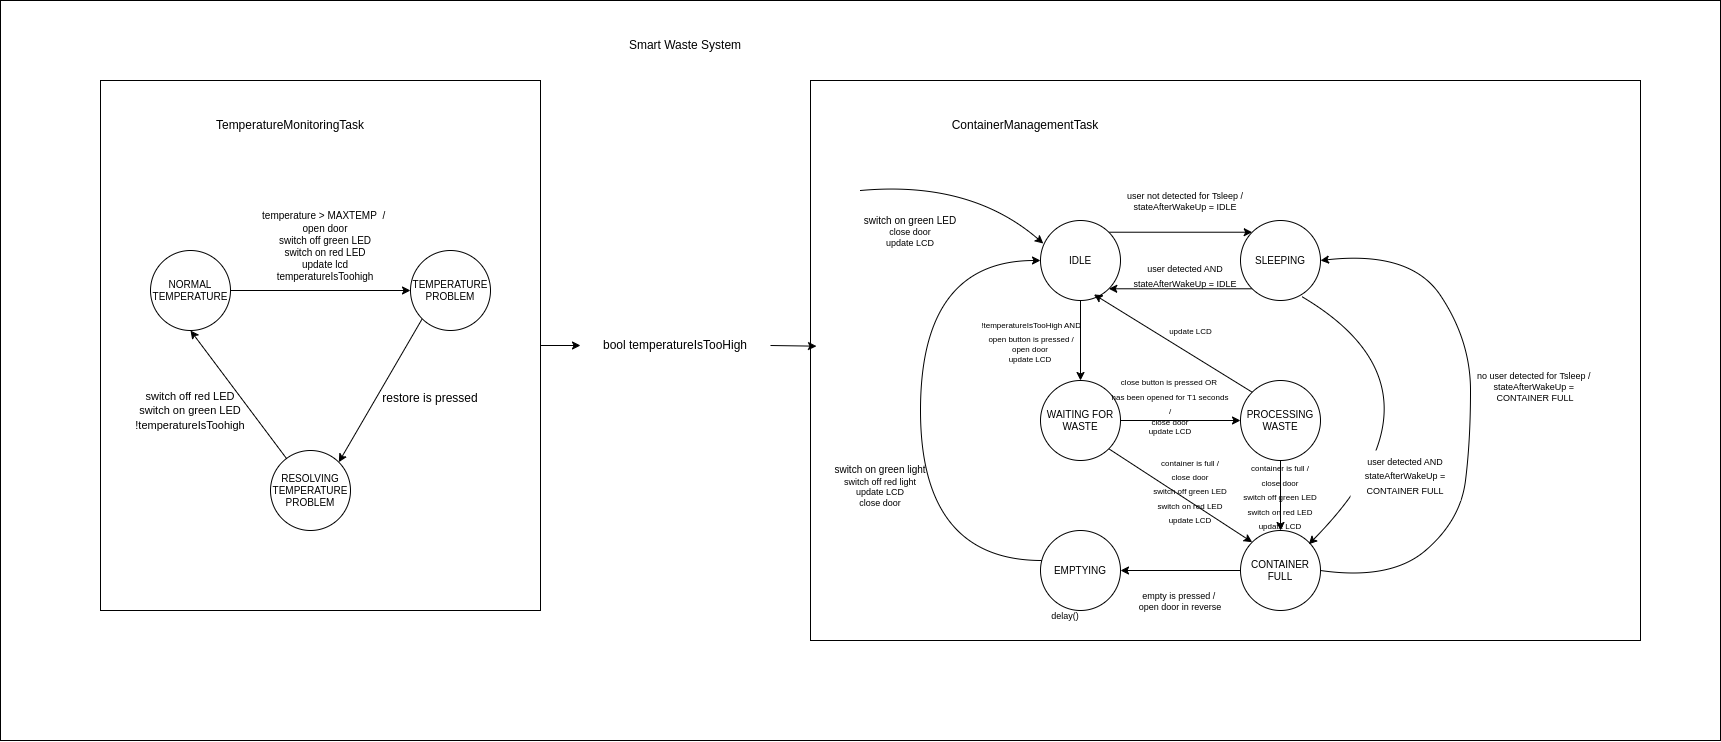 Smart Waste System
TemperatureMonitoringTask
temperature > MAXTEMP /
open door
switch off green LED
switch on red LED
update lcd
temperatureIsToohigh
NORMAL
TEMPERATURE
TEMPERATURE
PROBLEM
switch off red LED
switch on green LED
!temperatureIsToohigh
restore is pressed
RESOLVING
TEMPERATURE
PROBLEM
bool temperatureIsTooHigh
ContainerManagementTask
switch on green LED
close door
update LCD
user not detected for Tsleep /
stateAfterWakeUp = IDLE
IDLE
SLEEPING
user detected AND
stateAfterWakeUp = IDLE
!temperatureIsTooHigh AND
open button is pressed /
open door
update LCD
update LCD
close button is pressed OR
has been opened for T1 seconds
/
close door
update LCD
WAITING FOR
WASTE
PROCESSING
WASTE
no user detected for Tsleep /
stateAfterWakeUp =
CONTAINER FULL
switch on green light
switch off red light
update LCD
close door
container is full /
close door
switch off green LED
switch on red LED
update LCD
container is full /
close door
switch off green LED
switch on red LED
update LCD
user detected AND
stateAfterWakeUp =
CONTAINER FULL
EMPTYING
delay()
empty is pressed /
open door in reverse
CONTAINER
FULL